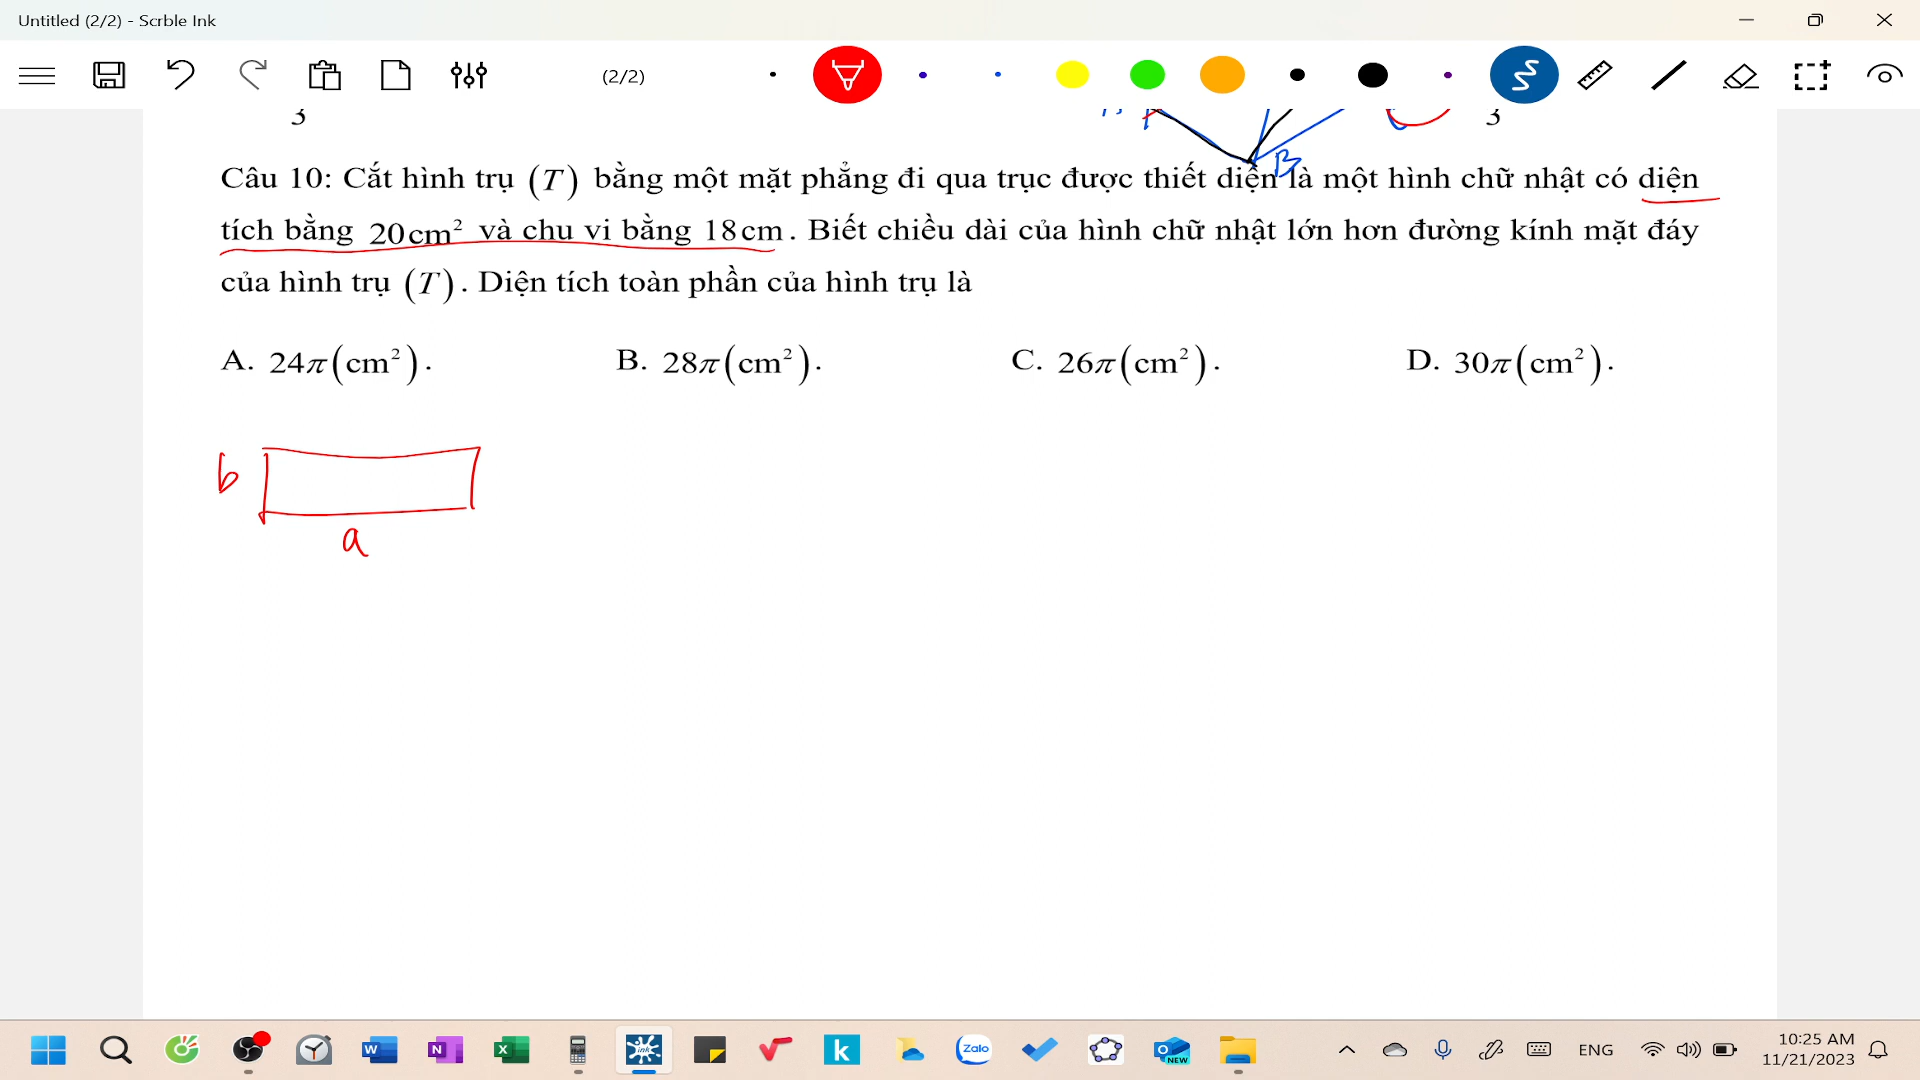 Untitled (2/2) - Scrble Ink
(2/2)
3
3
B
Câu 10: Cắt hình trụ (T) bằng một mặt phẳng đi qua trục được thiết diện là một hình chữ nhật có diện
tích bằng 20cm² và chu vi bằng 18cm. Biết chiều dài của hình chữ nhật lớn hơn đường kính mặt đáy
của hình trụ (T). Diện tích toàn phần của hình trụ là
A. 24π(cm²). B. 28π(cm²). C. 26π(cm²). D. 30π(cm²).
b
a
W N X ink k Zalo O NEW
ENG
10:25 AM
11/21/2023